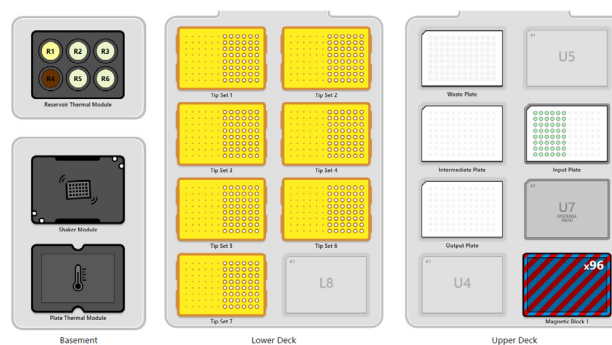 R1 R2 R3
R4 R5 R6
Reservoir Thermal Module
Shaker Module
Plate Thermal Module
Basement
Tip Set 1
Tip Set 2
Tip Set 3
Tip Set 4
Tip Set 5
Tip Set 6
Tip Set 7
A1
L8
Lower Deck
Waste Plate
A1
U5
Intermediate Plate
Input Plate
Output Plate
A1
U7
DISPENSE
HEAD
A1
U4
x96
Magnetic Block 1
Upper Deck